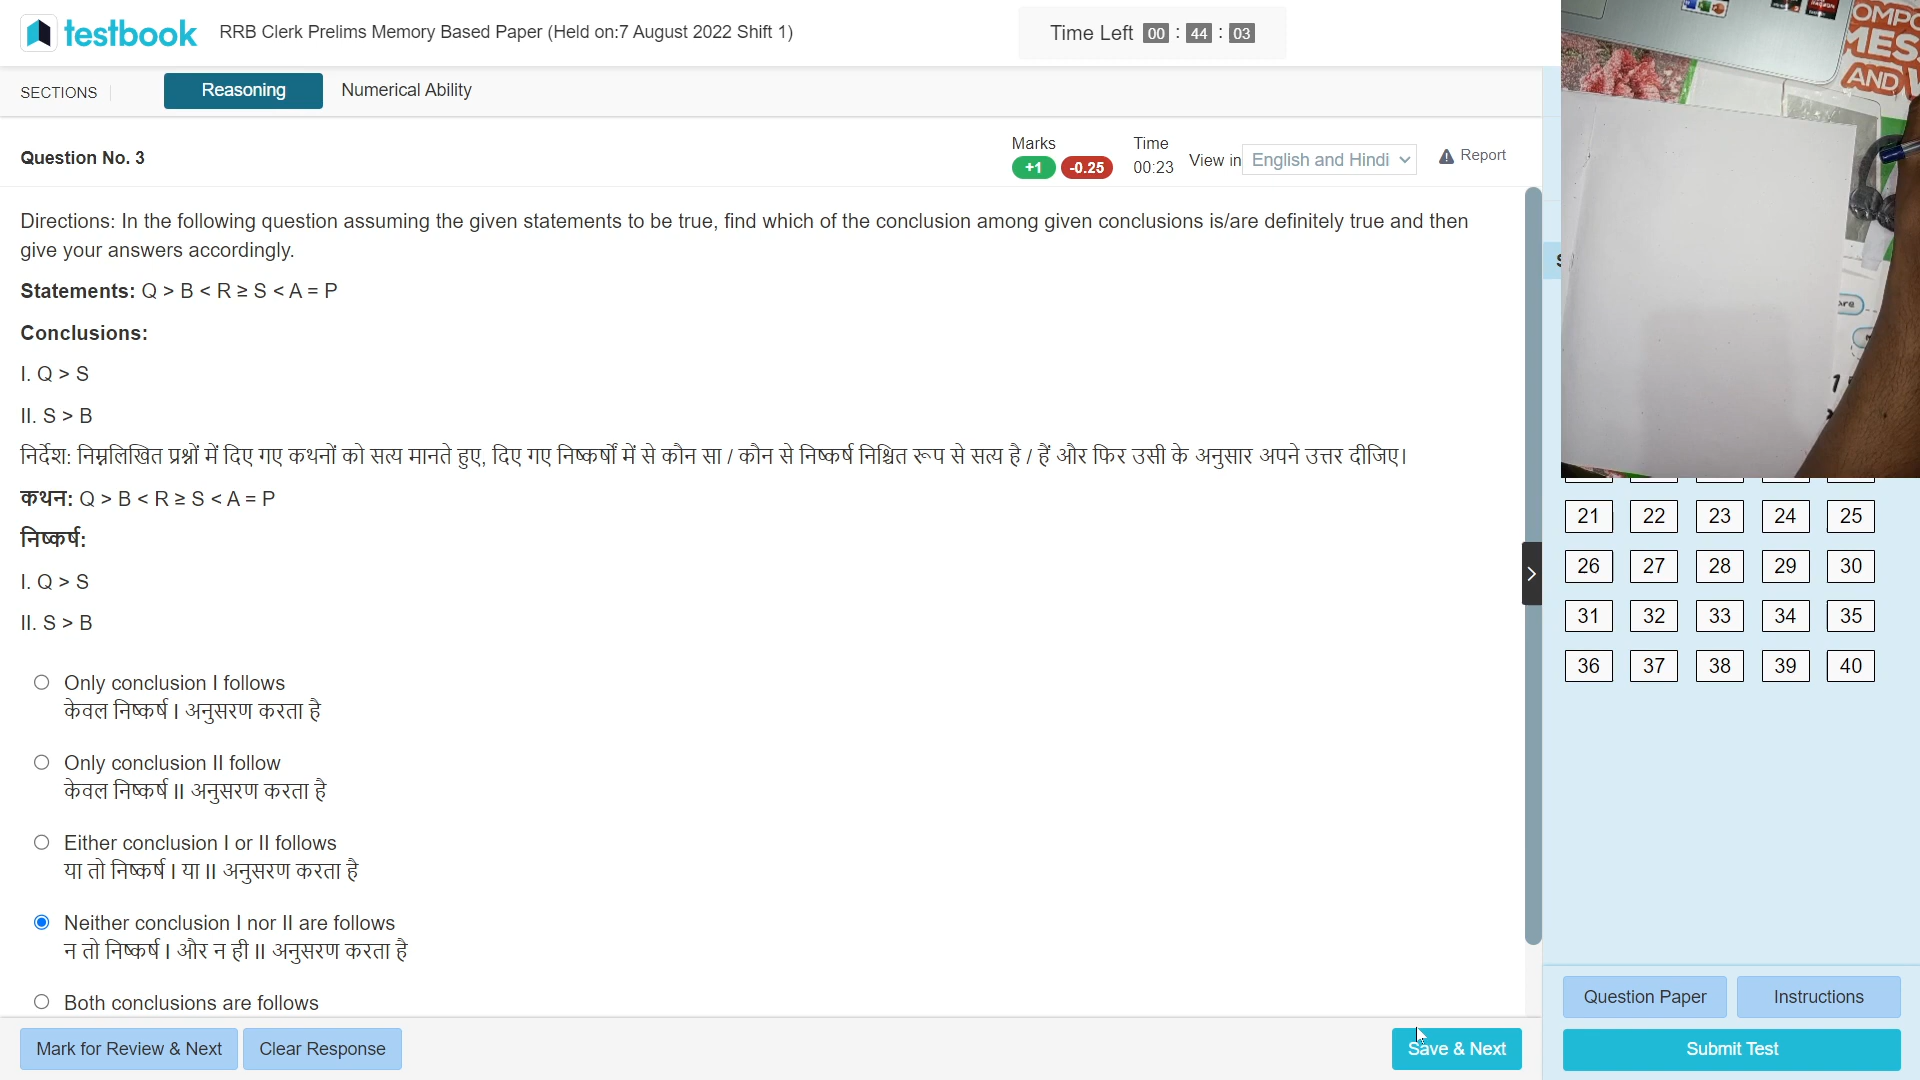 testbook
RRB Clerk Prelims Memory Based Paper (Held on:7 August 2022 Shift 1)
Time Left 00 : 44 : 03
SECTIONS
Reasoning
Numerical Ability
Question No. 3
Marks
+1 -0.25
Time
00:23
View in English and Hindi
Report
Directions: In the following question assuming the given statements to be true, find which of the conclusion among given conclusions is/are definitely true and then
give your answers accordingly.
Statements: Q > B < R ≥ S < A = P
Conclusions:
I. Q > S
II. S > B
निर्देश: निम्नलिखित प्रश्नों में दिए गए कथनों को सत्य मानते हुए, दिए गए निष्कर्षों में से कौन सा / कौन से निष्कर्ष निश्चित रूप से सत्य है / हैं और फिर उसी के अनुसार अपने उत्तर दीजिए।
कथन: Q > B < R ≥ S < A = P
निष्कर्ष:
I. Q > S
II. S > B
Only conclusion I follows
केवल निष्कर्ष I अनुसरण करता है
Only conclusion II follow
केवल निष्कर्ष II अनुसरण करता है
Either conclusion I or II follows
या तो निष्कर्ष I या II अनुसरण करता है
Neither conclusion I nor II are follows
न तो निष्कर्ष I और न ही II अनुसरण करता है
Both conclusions are follows
Mark for Review & Next
Clear Response
Save & Next
AND
21 22 23 24 25
26 27 28 29 30
31 32 33 34 35
36 37 38 39 40
Question Paper
Instructions
Submit Test